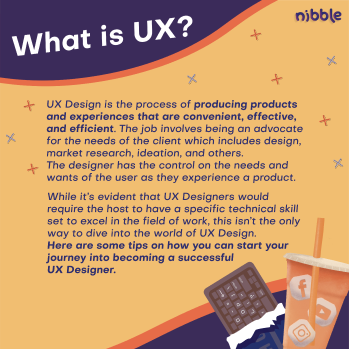 nibble
What is UX?
UX Design is the process of producing products
and experiences that are convenient, effective,
and efficient. The job involves being an advocate
for the needs of the client which includes design,
market research, ideation, and others.
The designer has the control on the needs and
wants of the user as they experience a product.
While it's evident that UX Designers would
require the host to have a specific technical skill
set to excel in the field of work, this isn't the only
way to dive into the world of UX Design.
Here are some tips on how you can start your
journey into becoming a successful
UX Designer.